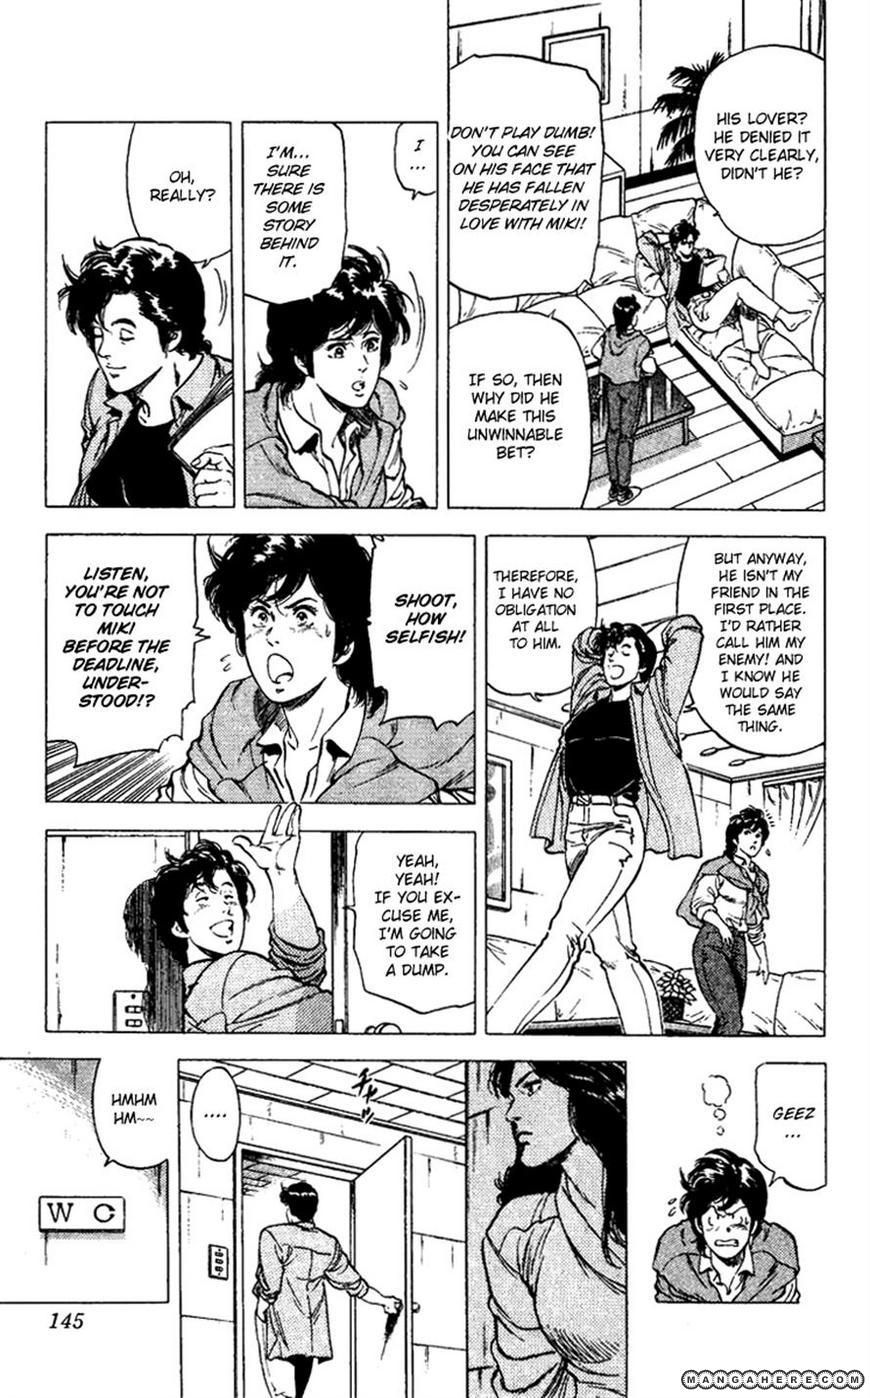 HIS LOVER?
HE DENIED IT
VERY CLEARLY,
DIDN'T HE?
DON'T PLAY DUMB!
YOU CAN SEE
ON HIS FACE THAT
HE HAS FALLEN
DESPERATELY IN
LOVE WITH MIKI!
IF SO, THEN
WHY DID HE
MAKE THIS
UNWINNABLE
BET?
I
...
I'M...
SURE
THERE IS
SOME
STORY
BEHIND
IT.
OH,
REALLY?
BUT ANYWAY,
HE ISN'T MY
FRIEND IN THE
FIRST PLACE.
I'D RATHER
CALL HIM MY
ENEMY! AND
I KNOW HE
WOULD SAY
THE SAME
THING.
THEREFORE,
I HAVE NO
OBLIGATION
AT ALL
TO HIM.
SHOOT,
HOW
SELFISH!
LISTEN,
YOU'RE NOT
TO TOUCH
MIKI
BEFORE THE
DEADLINE,
UNDER-
STOOD!?
YEAH,
YEAH!
IF YOU EX-
CUSE ME,
I'M GOING
TO TAKE
A DUMP.
GEEZ
...
チャッ
....
HMHM
HM~~
W C
145
MANGAHERE.COM